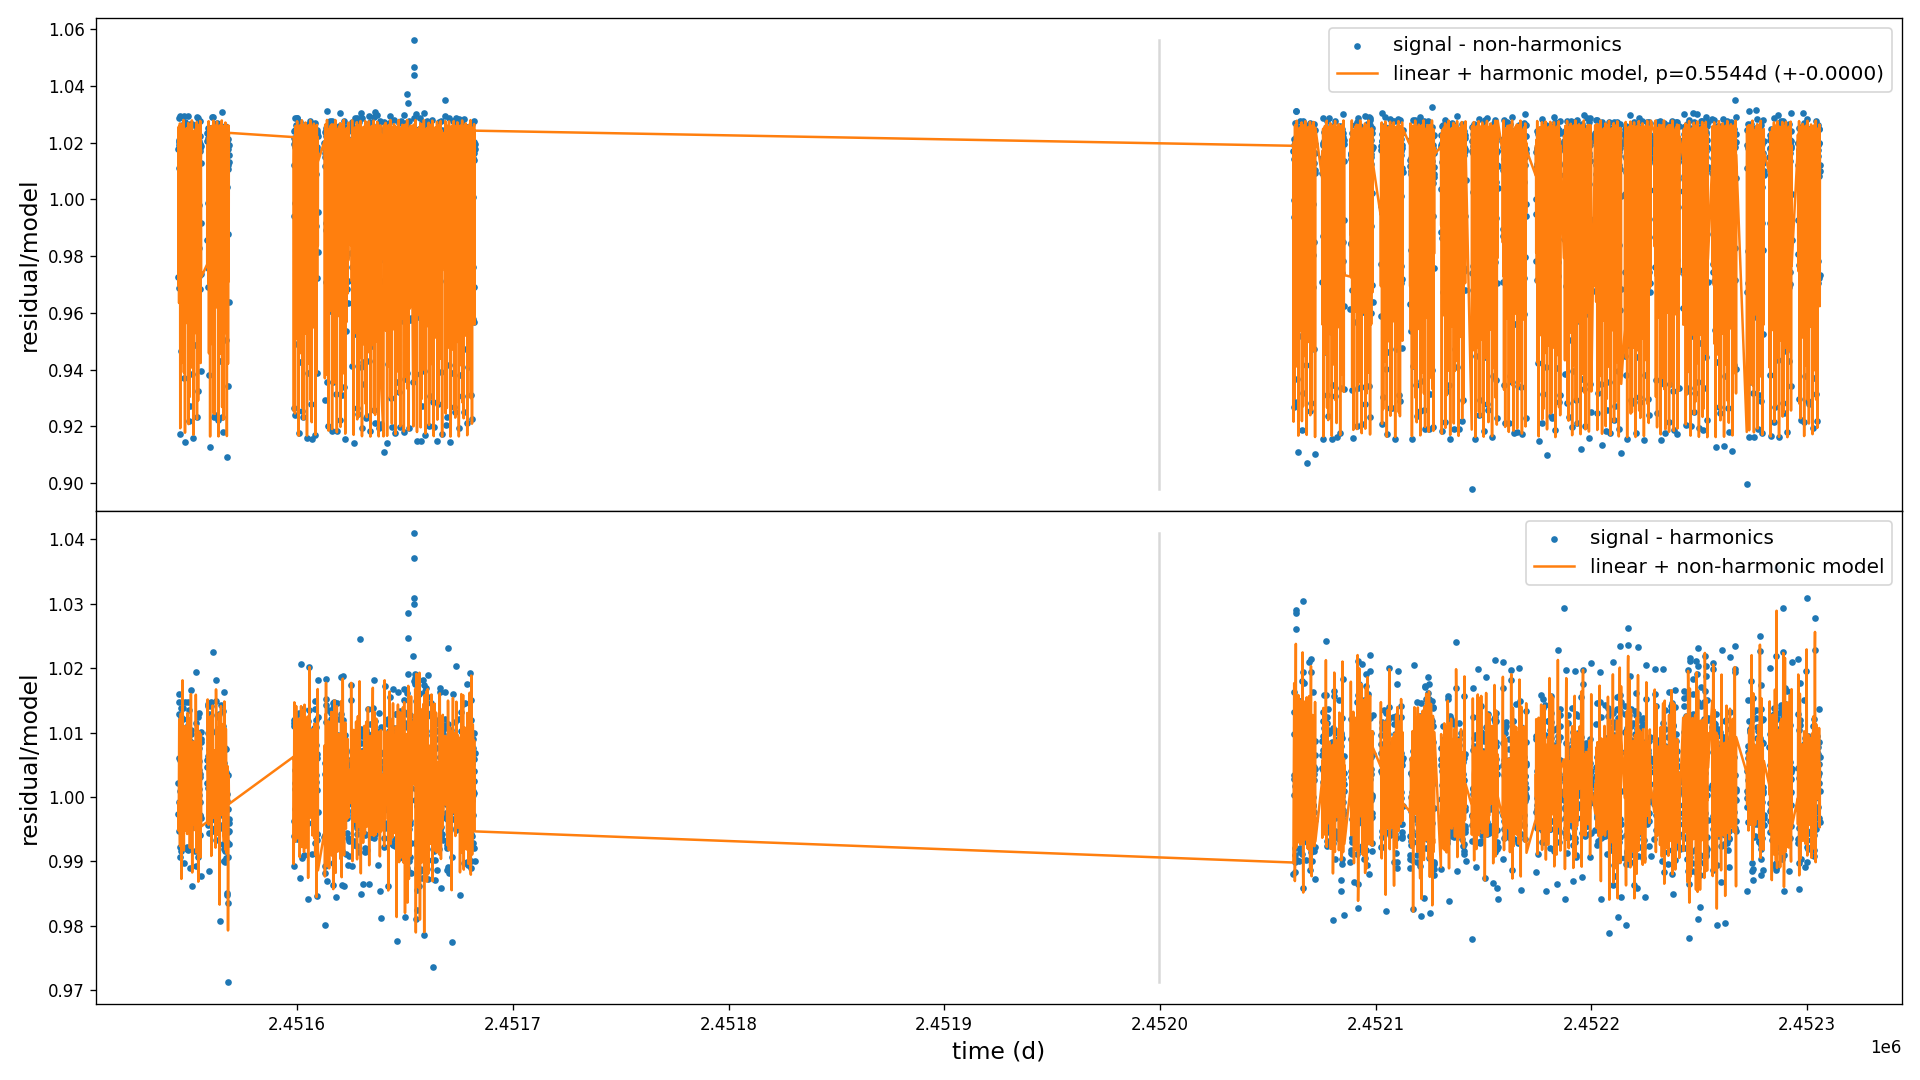 1.06
1.04
1.02
1.00
0.98
0.96
0.94
0.92
0.90
residual/model
signal - non-harmonics
linear + harmonic model, p=0.5544d (+-0.0000)
1.04
1.03
1.02
1.01
1.00
0.99
0.98
0.97
residual/model
signal - harmonics
linear + non-harmonic model
2.4516 2.4517 2.4518 2.4519 2.4520 2.4521 2.4522 2.4523
1e6
time (d)